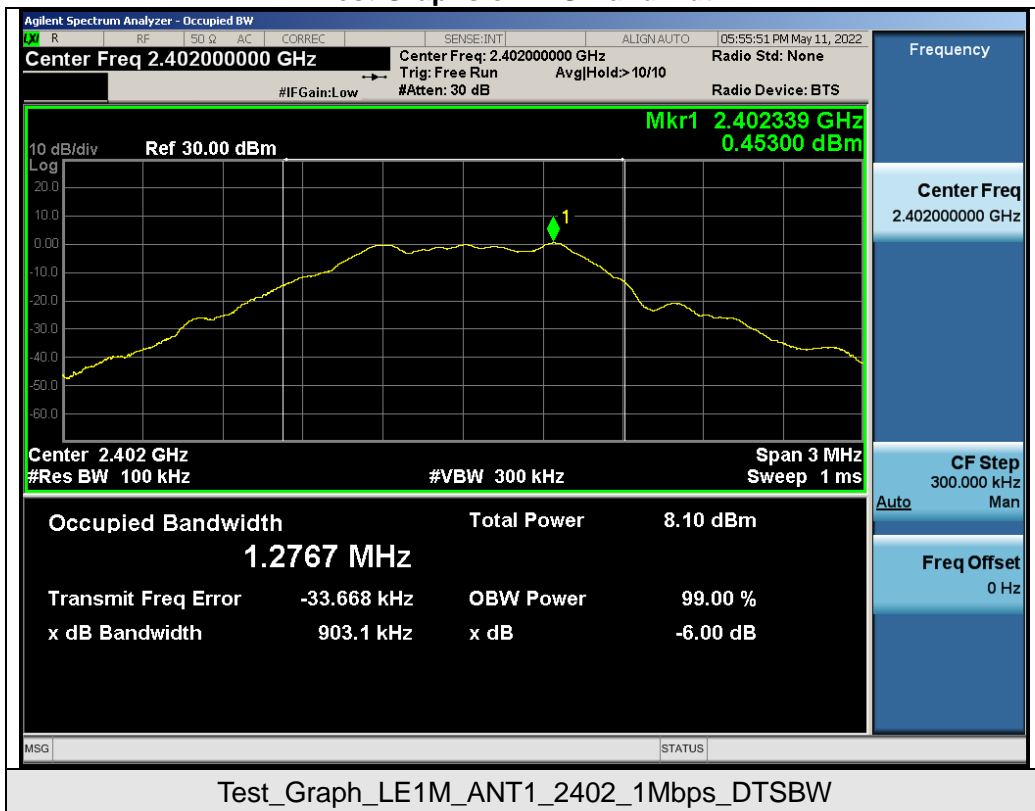 Agilent Spectrum Analyzer - Occupied BW
LXI R RF 50 Ω AC CORREC SENSE:INT ALIGN AUTO 05:55:51 PM May 11, 2022
Center Freq 2.402000000 GHz
Center Freq: 2.402000000 GHz Radio Std: None
Trig: Free Run Avg|Hold:> 10/10
#IFGain:Low #Atten: 30 dB Radio Device: BTS
Mkr1 2.402339 GHz
10 dB/div Ref 30.00 dBm 0.45300 dBm
Log
20.0
10.0
0.00
-10.0
-20.0
-30.0
-40.0
-50.0
-60.0
1
Center 2.402 GHz Span 3 MHz
#Res BW 100 kHz #VBW 300 kHz Sweep 1 ms
Occupied Bandwidth Total Power 8.10 dBm
1.2767 MHz
Transmit Freq Error -33.668 kHz OBW Power 99.00 %
x dB Bandwidth 903.1 kHz x dB -6.00 dB
MSG STATUS
Frequency
Center Freq
2.402000000 GHz
CF Step
300.000 kHz
Auto Man
Freq Offset
0 Hz
Test_Graph_LE1M_ANT1_2402_1Mbps_DTSBW